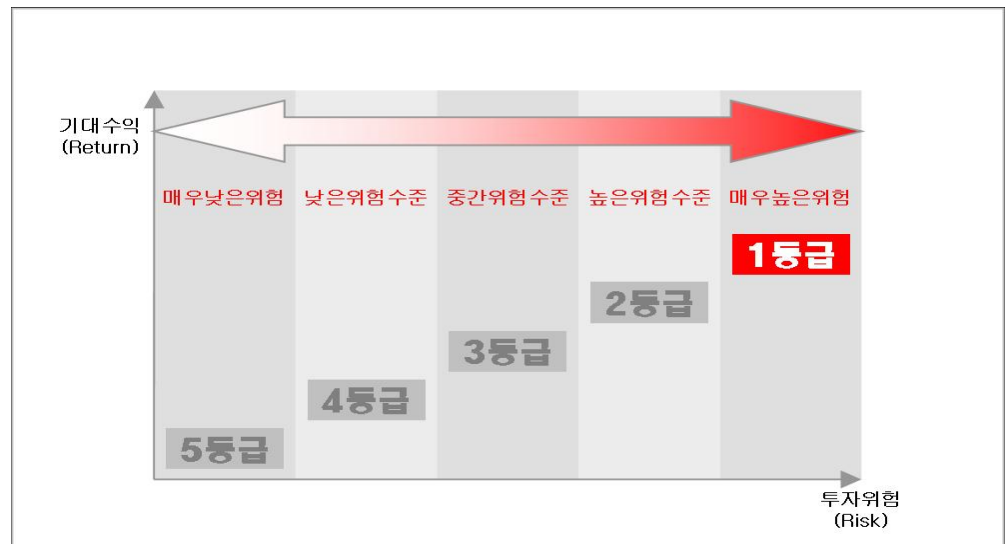 기대수익
(Return)
매우낮은위험 낮은위험수준 중간위험수준 높은위험수준 매우높은위험
1등급
2등급
3등급
4등급
5등급
투자위험
(Risk)